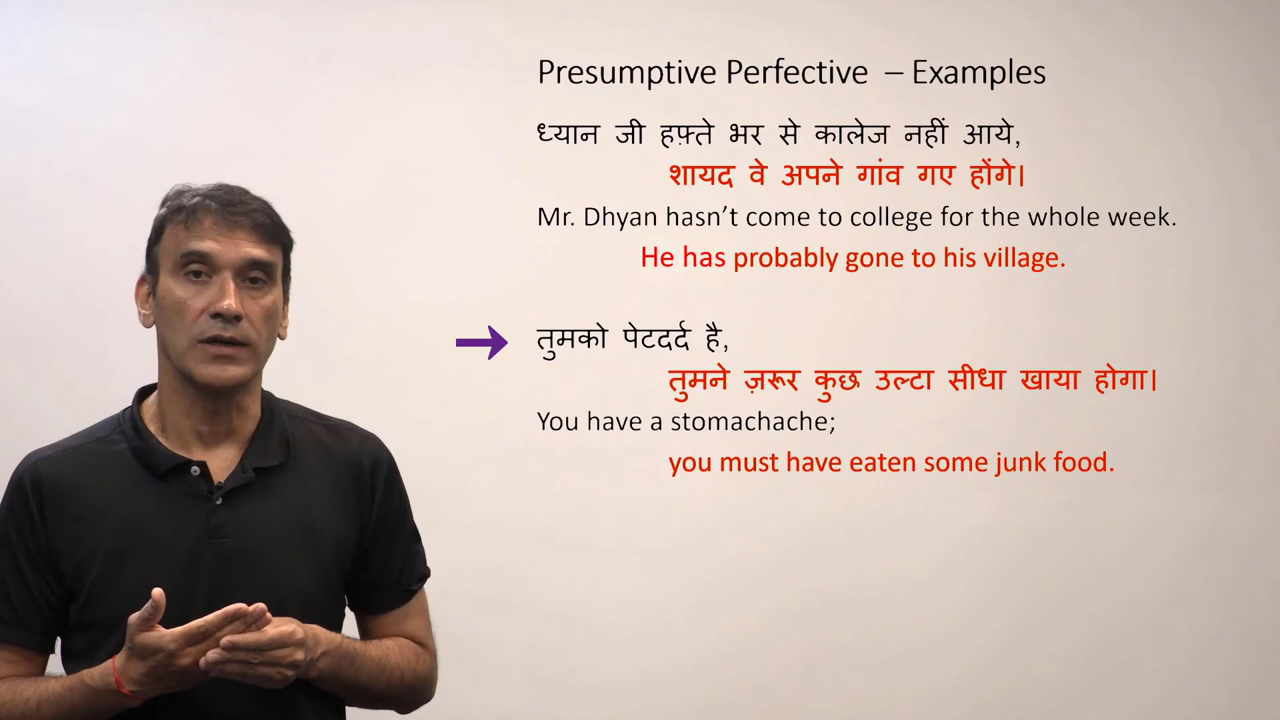 Presumptive Perfective – Examples
ध्यान जी हफ़्ते भर से कालेज नहीं आये,
शायद वे अपने गांव गए होंगे।
Mr. Dhyan hasn’t come to college for the whole week.
He has probably gone to his village.
तुमको पेटदर्द है,
तुमने ज़रूर कुछ उल्टा सीधा खाया होगा।
You have a stomachache;
you must have eaten some junk food.